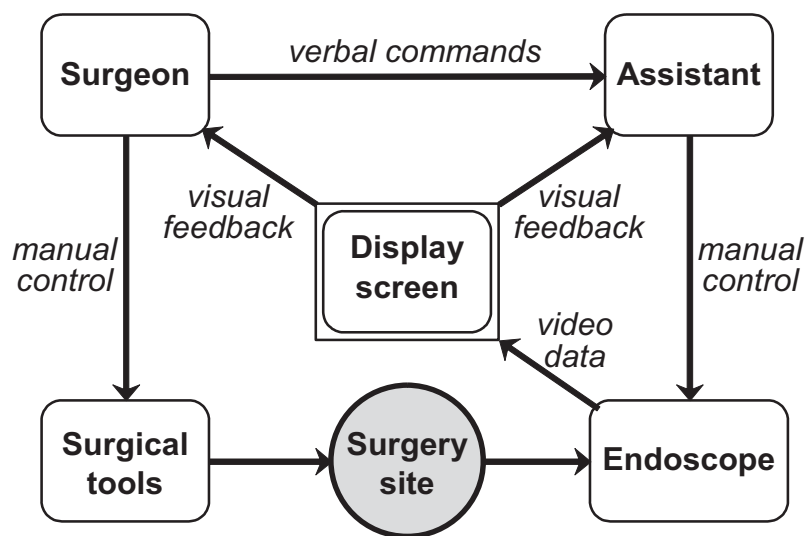 Surgeon
verbal commands
Assistant
visual
feedback
visual
feedback
manual
control
Display
screen
manual
control
video
data
Surgical
tools
Surgery
site
Endoscope